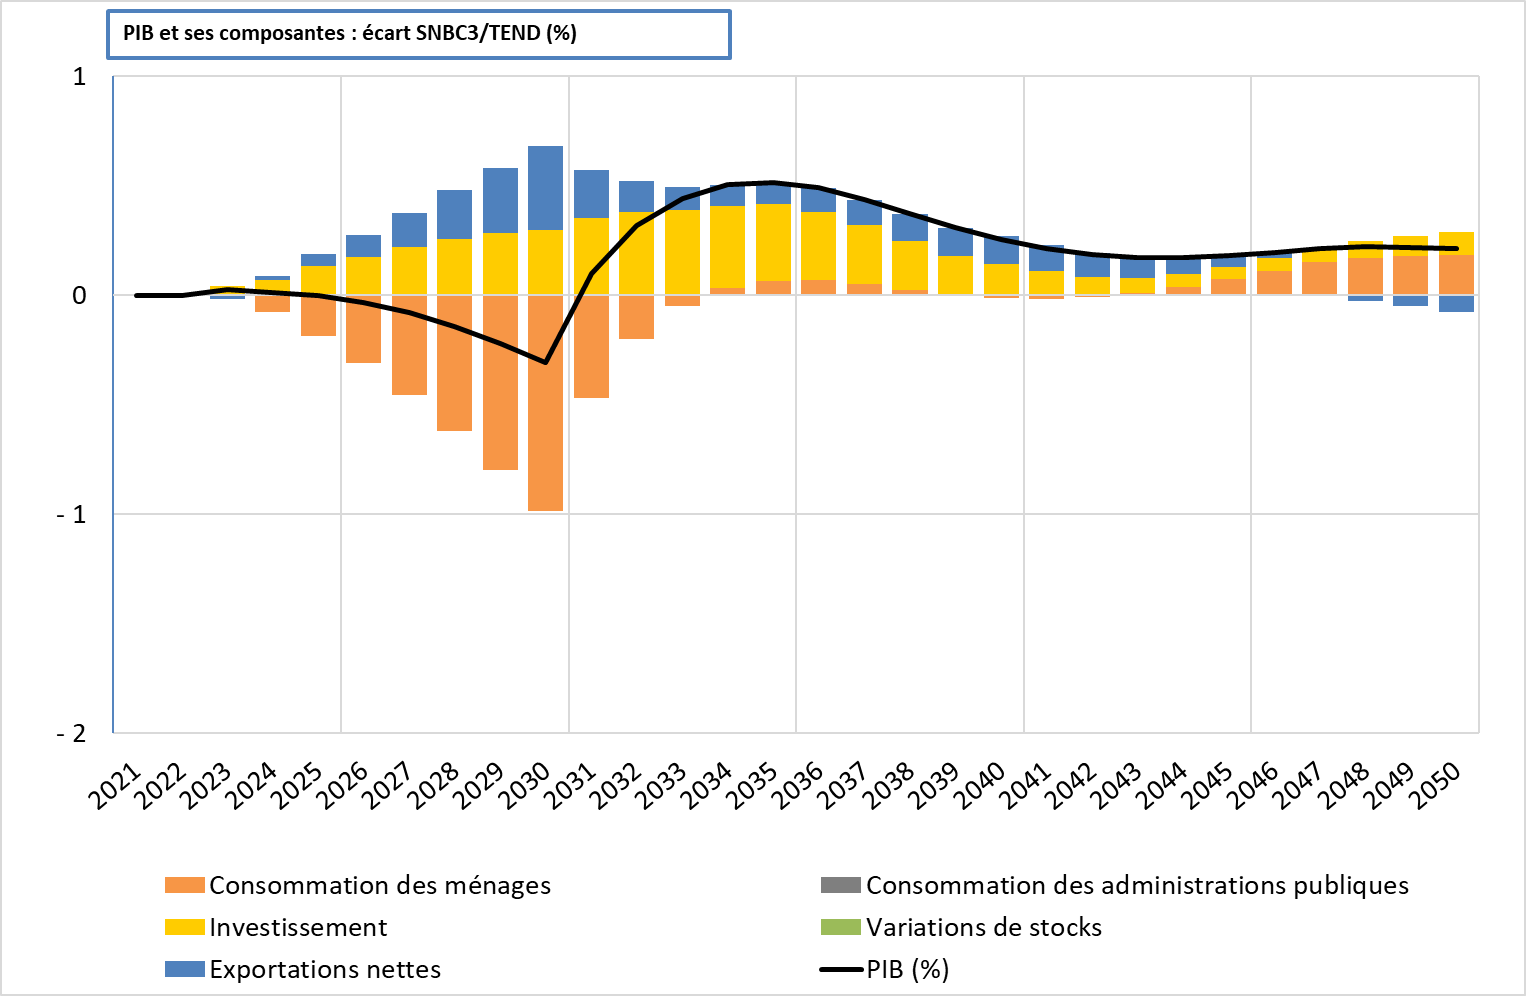 PIB et ses composantes : écart SNBC3/TEND (%)
1
0
- 1
- 2
2021 2022 2023 2024 2025 2026 2027 2028 2029 2030 2031 2032 2033 2034 2035 2036 2037 2038 2039 2040 2041 2042 2043 2044 2045 2046 2047 2048 2049 2050
Consommation des ménages
Consommation des administrations publiques
Investissement
Variations de stocks
Exportations nettes
PIB (%)